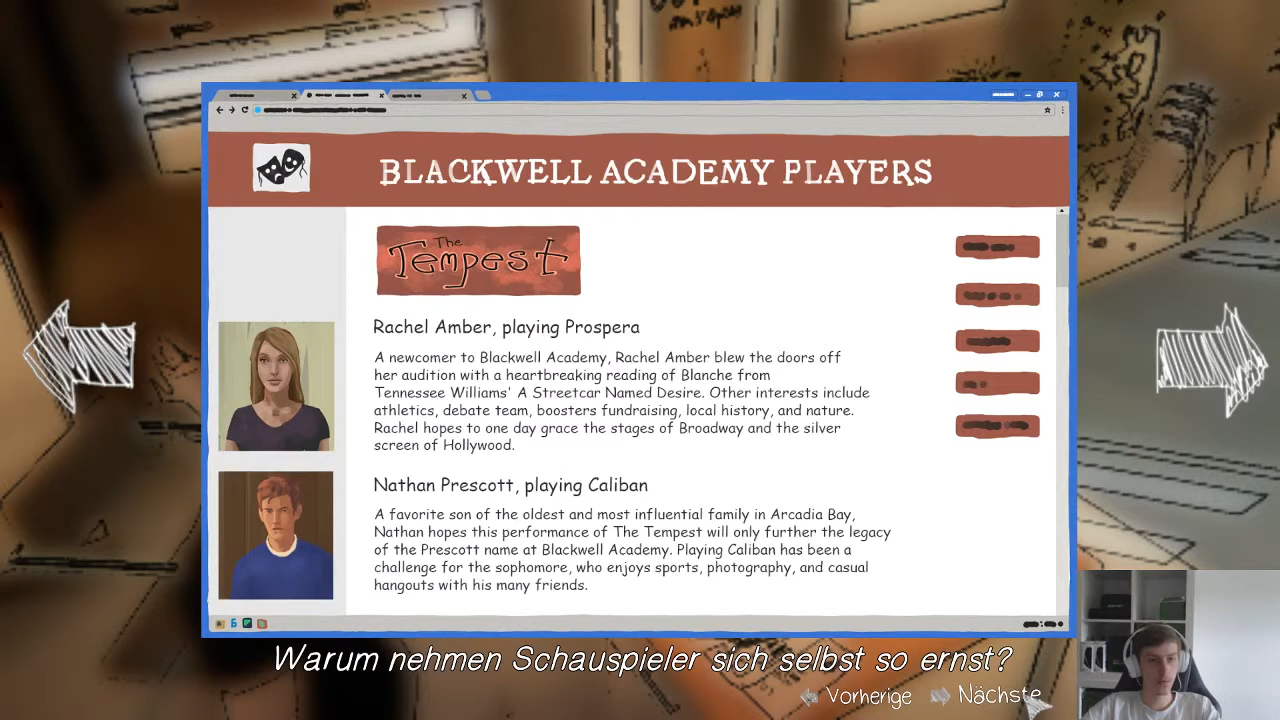 BLACKWELL ACADEMY PLAYERS
The
Tempest
Rachel Amber, playing Prospera
A newcomer to Blackwell Academy, Rachel Amber blew the doors off
her audition with a heartbreaking reading of Blanche from
Tennessee Williams' A Streetcar Named Desire. Other interests include
athletics, debate team, boosters fundraising, local history, and nature.
Rachel hopes to one day grace the stages of Broadway and the silver
screen of Hollywood.
Nathan Prescott, playing Caliban
A favorite son of the oldest and most influential family in Arcadia Bay,
Nathan hopes this performance of The Tempest will only further the legacy
of the Prescott name at Blackwell Academy. Playing Caliban has been a
challenge for the sophomore, who enjoys sports, photography, and casual
hangouts with his many friends.
Warum nehmen Schauspieler sich selbst so ernst?
Vorherige Nächste